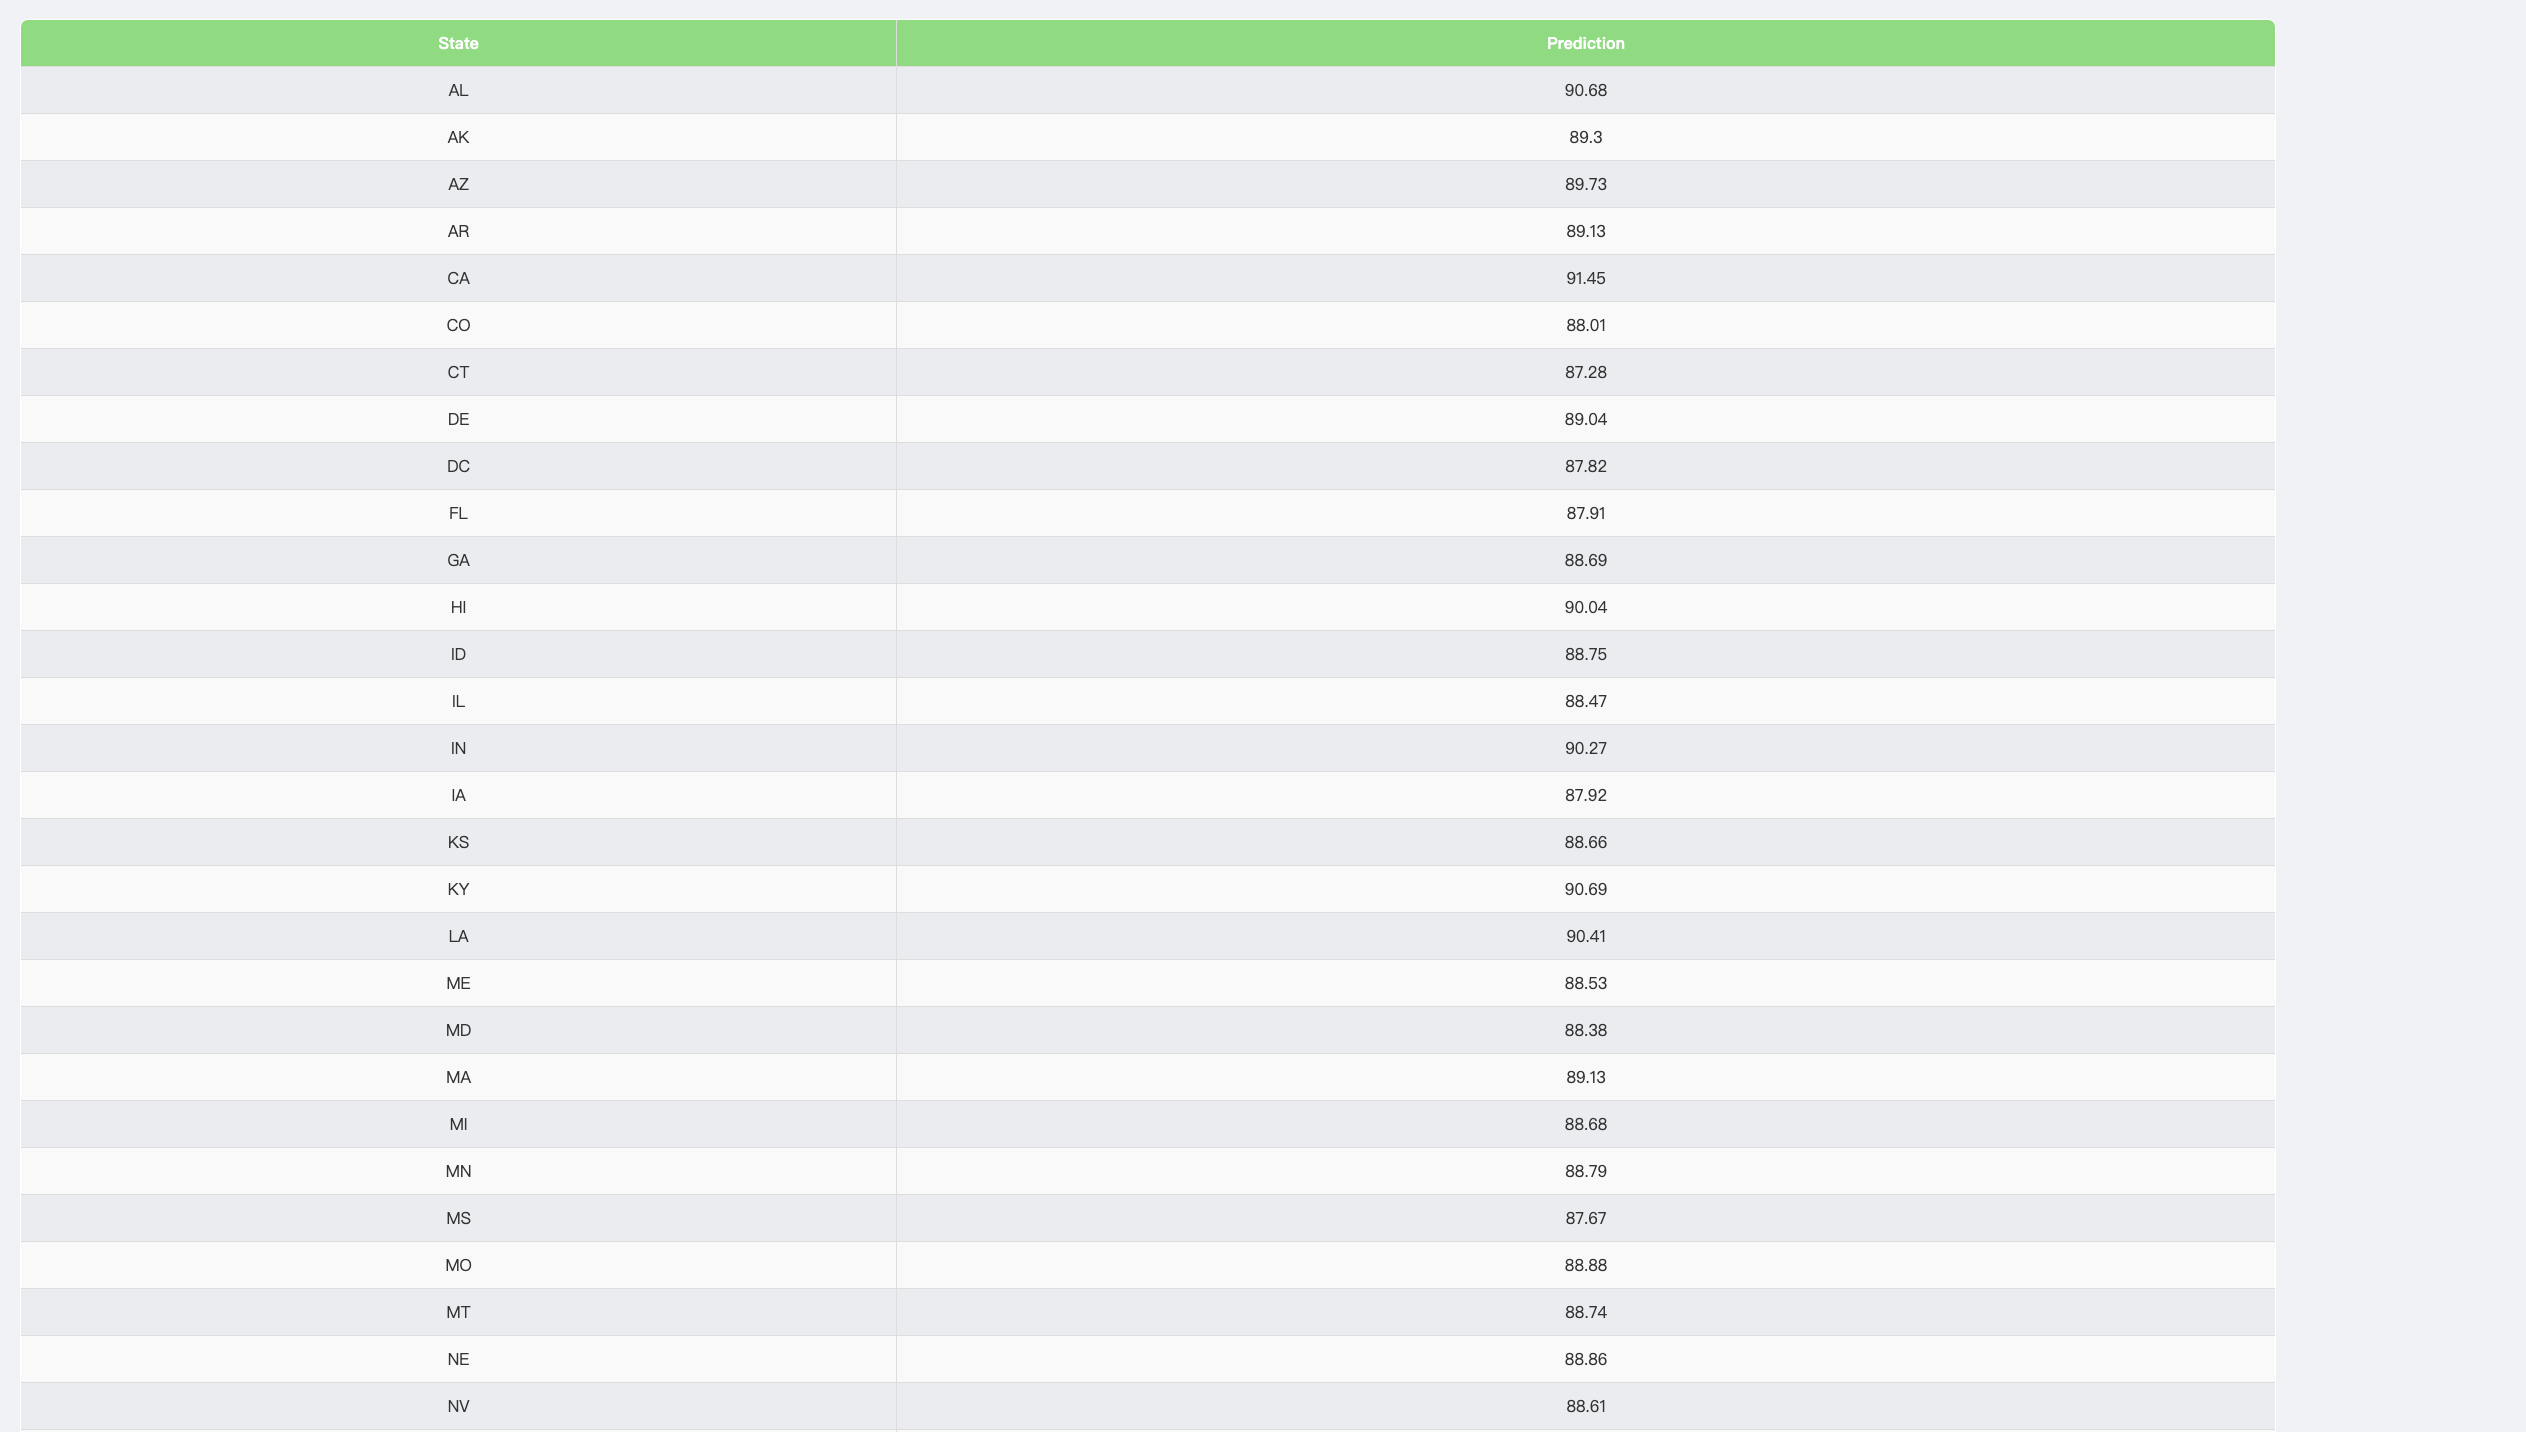 State Prediction
AL 90.68
AK 89.3
AZ 89.73
AR 89.13
CA 91.45
CO 88.01
CT 87.28
DE 89.04
DC 87.82
FL 87.91
GA 88.69
HI 90.04
ID 88.75
IL 88.47
IN 90.27
IA 87.92
KS 88.66
KY 90.69
LA 90.41
ME 88.53
MD 88.38
MA 89.13
MI 88.68
MN 88.79
MS 87.67
MO 88.88
MT 88.74
NE 88.86
NV 88.61